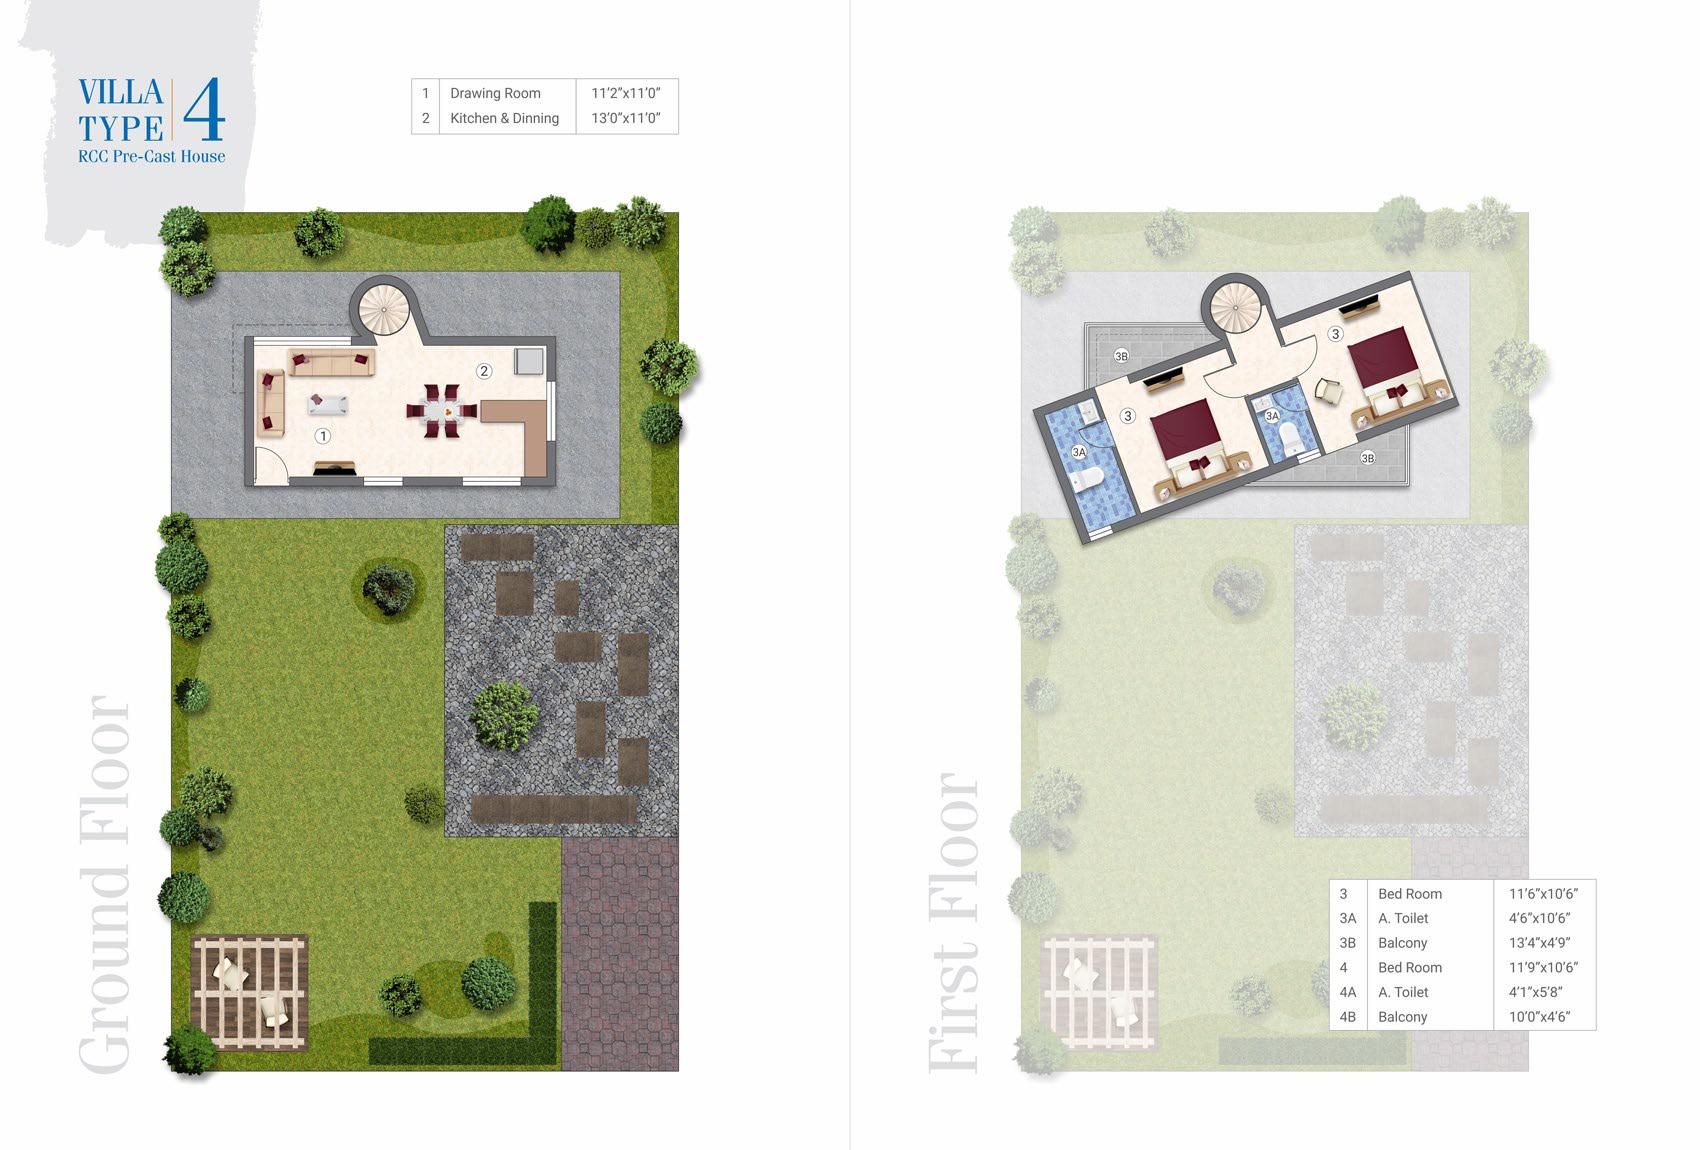 VILLA
TYPE 4
RCC Pre-Cast House
1 Drawing Room 11'2"x11'0"
2 Kitchen & Dinning 13'0"x11'0"
2
1
Ground Floor
3
3B
3
3A
3A
3B
First Floor
3 Bed Room 11'6"x10'6"
3A A. Toilet 4'6"x10'6"
3B Balcony 13'4"x4'9"
4 Bed Room 11'9"x10'6"
4A A. Toilet 4'1"x5'8"
4B Balcony 10'0"x4'6"